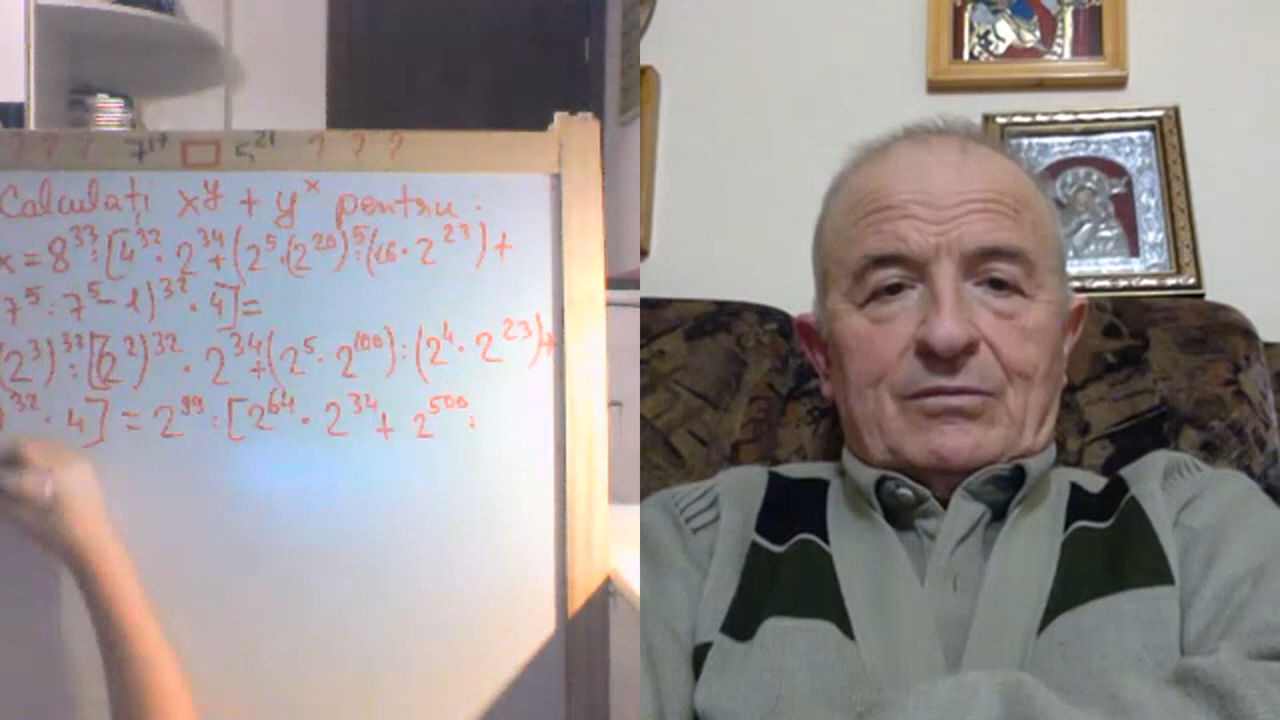 ? ? ? 7¹⁷ □ 5²¹ ? ? ?
Calculați xʸ + yˣ pentru :
x = 8³³:[4³²·2³⁴+(2⁵·(2²⁰)⁵:(16·2²³)+
7⁵:7⁵-1)³²·4]=
(2³)³³:[(2²)³²·2³⁴+(2⁵·2¹⁰⁰):(2⁴·2²³)+
)³²·4]=2⁹⁹:[2⁶⁴·2³⁴+2⁵⁰⁰: